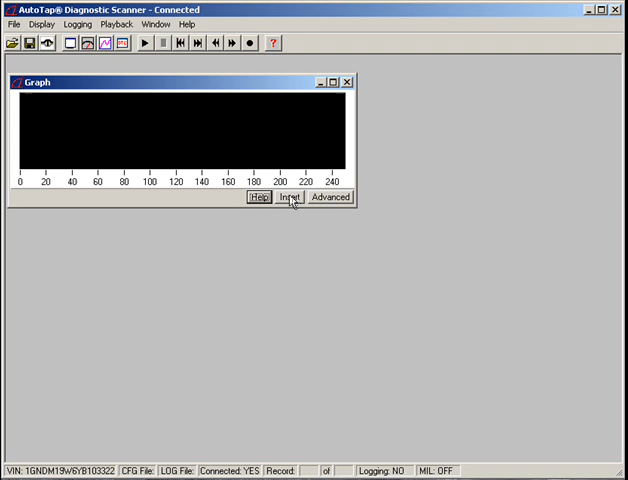 AutoTap® Diagnostic Scanner - Connected
File Display Logging Playback Window Help
DTC ?
Graph
0 20 40 60 80 100 120 140 160 180 200 220 240
Help Insert Advanced
VIN: 1GNDM19W6YB103322 CFG File: LOG File: Connected: YES Record: of Logging: NO MIL: OFF